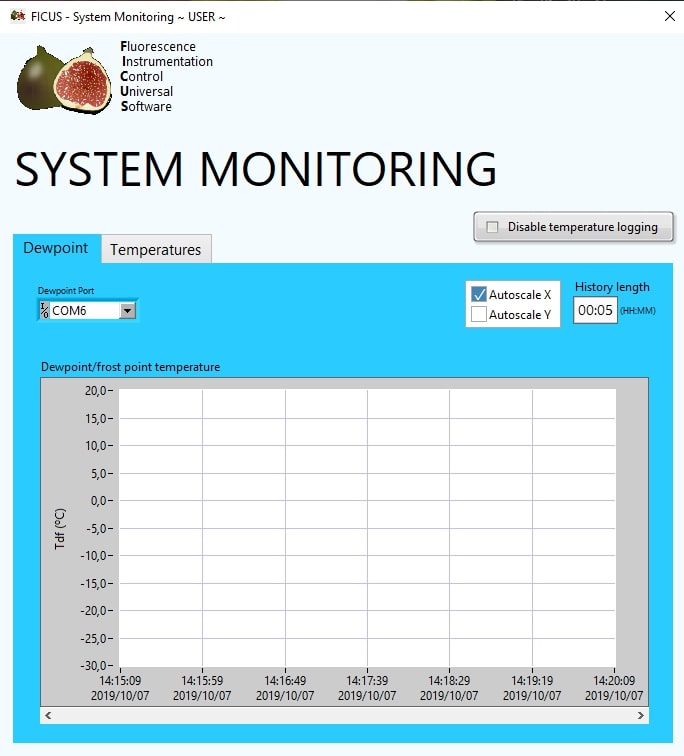 FICUS - System Monitoring ~ USER ~
Fluorescence
Instrumentation
Control
Universal
Software
SYSTEM MONITORING
Disable temperature logging
Dewpoint
Temperatures
Dewpoint Port
I/O COM6
Autoscale X
Autoscale Y
History length
00:05 (HH:MM)
Dewpoint/frost point temperature
Tdf (ºC)
20,0
15,0
10,0
5,0
0,0
-5,0
-10,0
-15,0
-20,0
-25,0
-30,0
14:15:09 14:15:59 14:16:49 14:17:39 14:18:29 14:19:19 14:20:09
2019/10/07 2019/10/07 2019/10/07 2019/10/07 2019/10/07 2019/10/07 2019/10/07